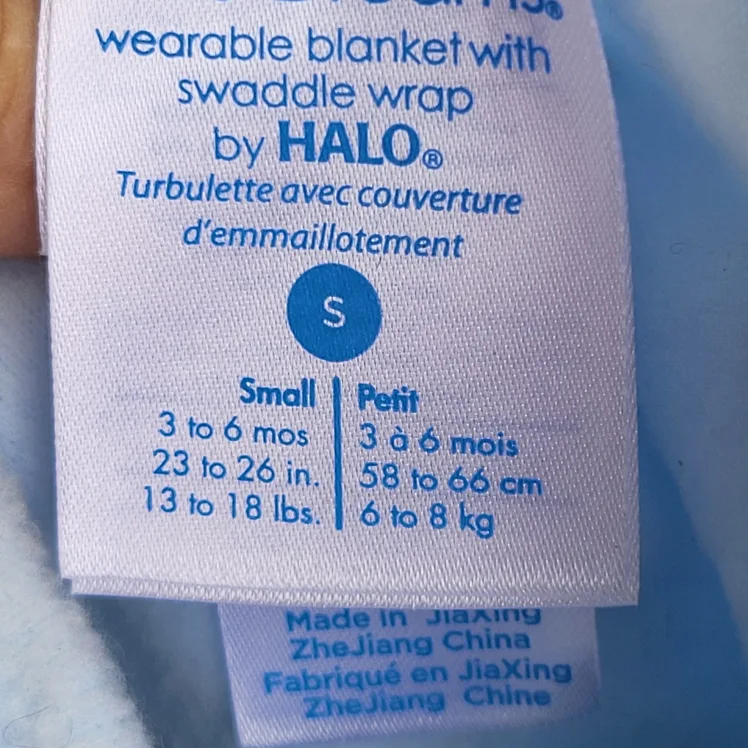 wearable blanket with
swaddle wrap
by HALO®
Turbulette avec couverture
d'emmaillotement
S
Small | Petit
3 to 6 mos | 3 à 6 mois
23 to 26 in. | 58 to 66 cm
13 to 18 lbs. | 6 to 8 kg
Made in JiaXing
ZheJiang China
Fabriqué en JiaXing
ZheJiang Chine